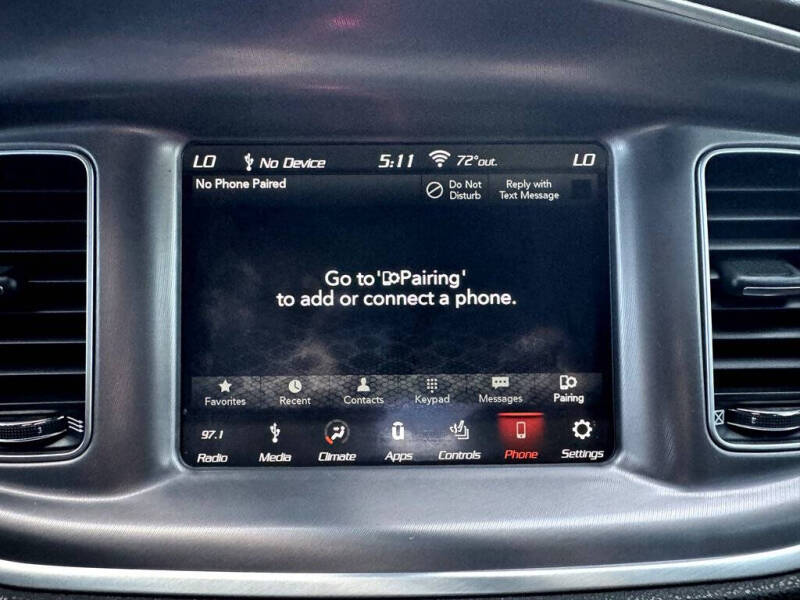 LO No Device 5:11 72°out. LO
No Phone Paired
Do Not
Disturb
Reply with
Text Message
Go to 'Pairing'
to add or connect a phone.
Favorites Recent Contacts Keypad Messages Pairing
97.1
Radio Media Climate Apps Controls Phone Settings